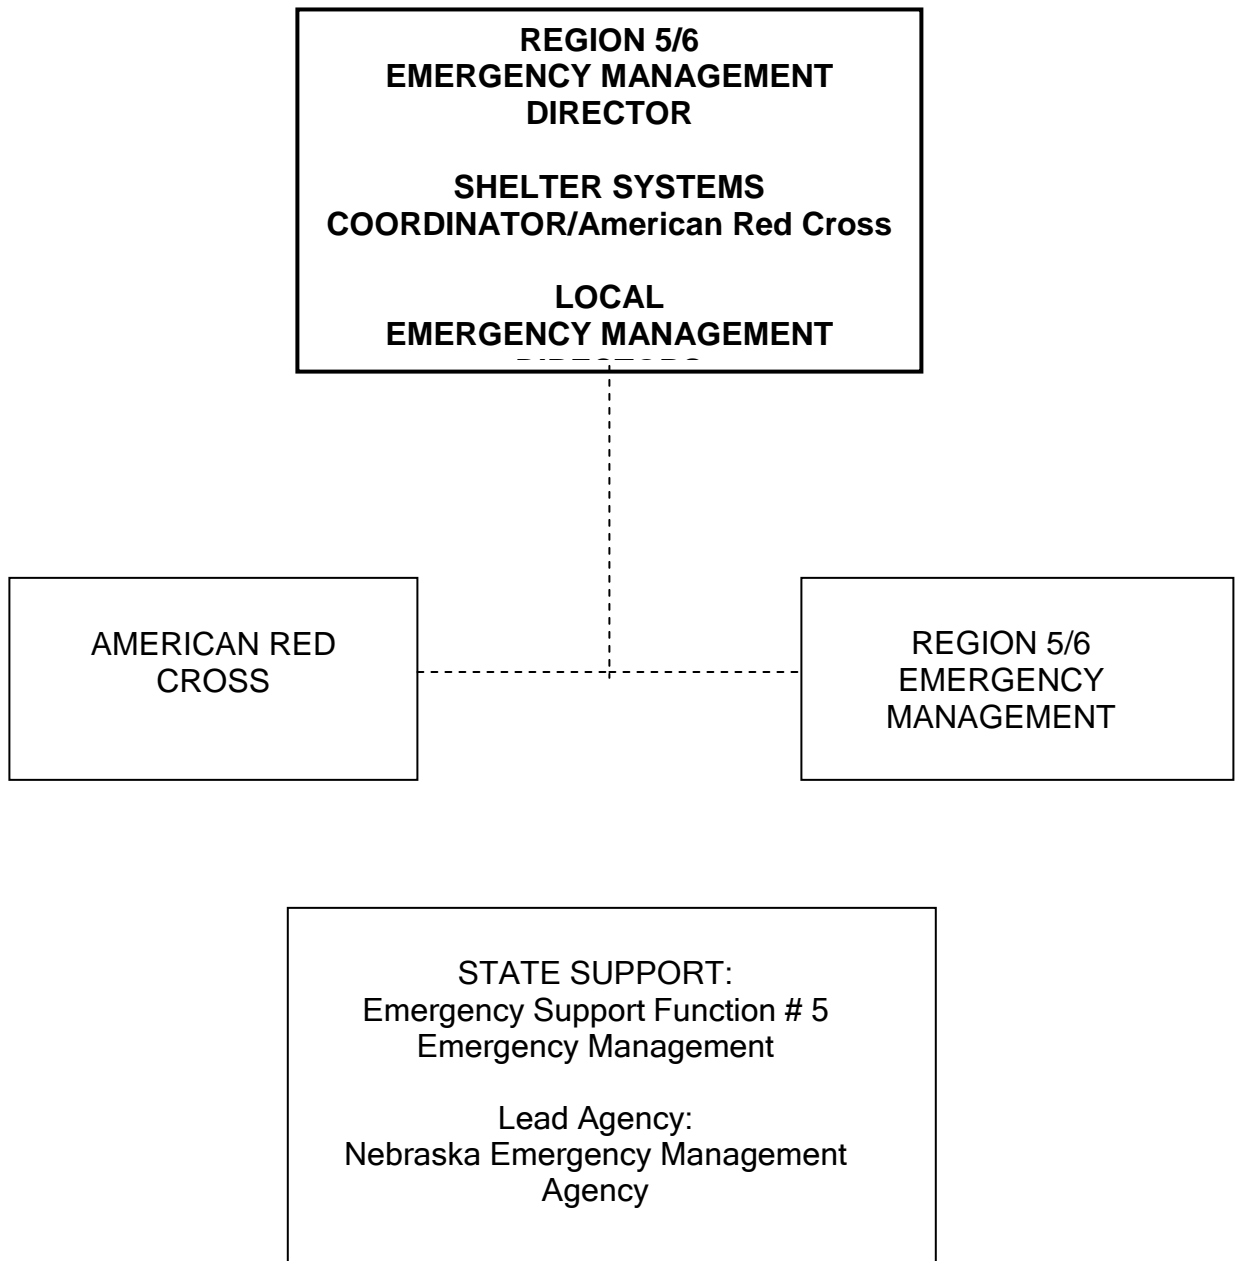 REGION 5/6
EMERGENCY MANAGEMENT
DIRECTOR
SHELTER SYSTEMS
COORDINATOR/American Red Cross
LOCAL
EMERGENCY MANAGEMENT
AMERICAN RED
CROSS
REGION 5/6
EMERGENCY
MANAGEMENT
STATE SUPPORT:
Emergency Support Function # 5
Emergency Management
Lead Agency:
Nebraska Emergency Management
Agency